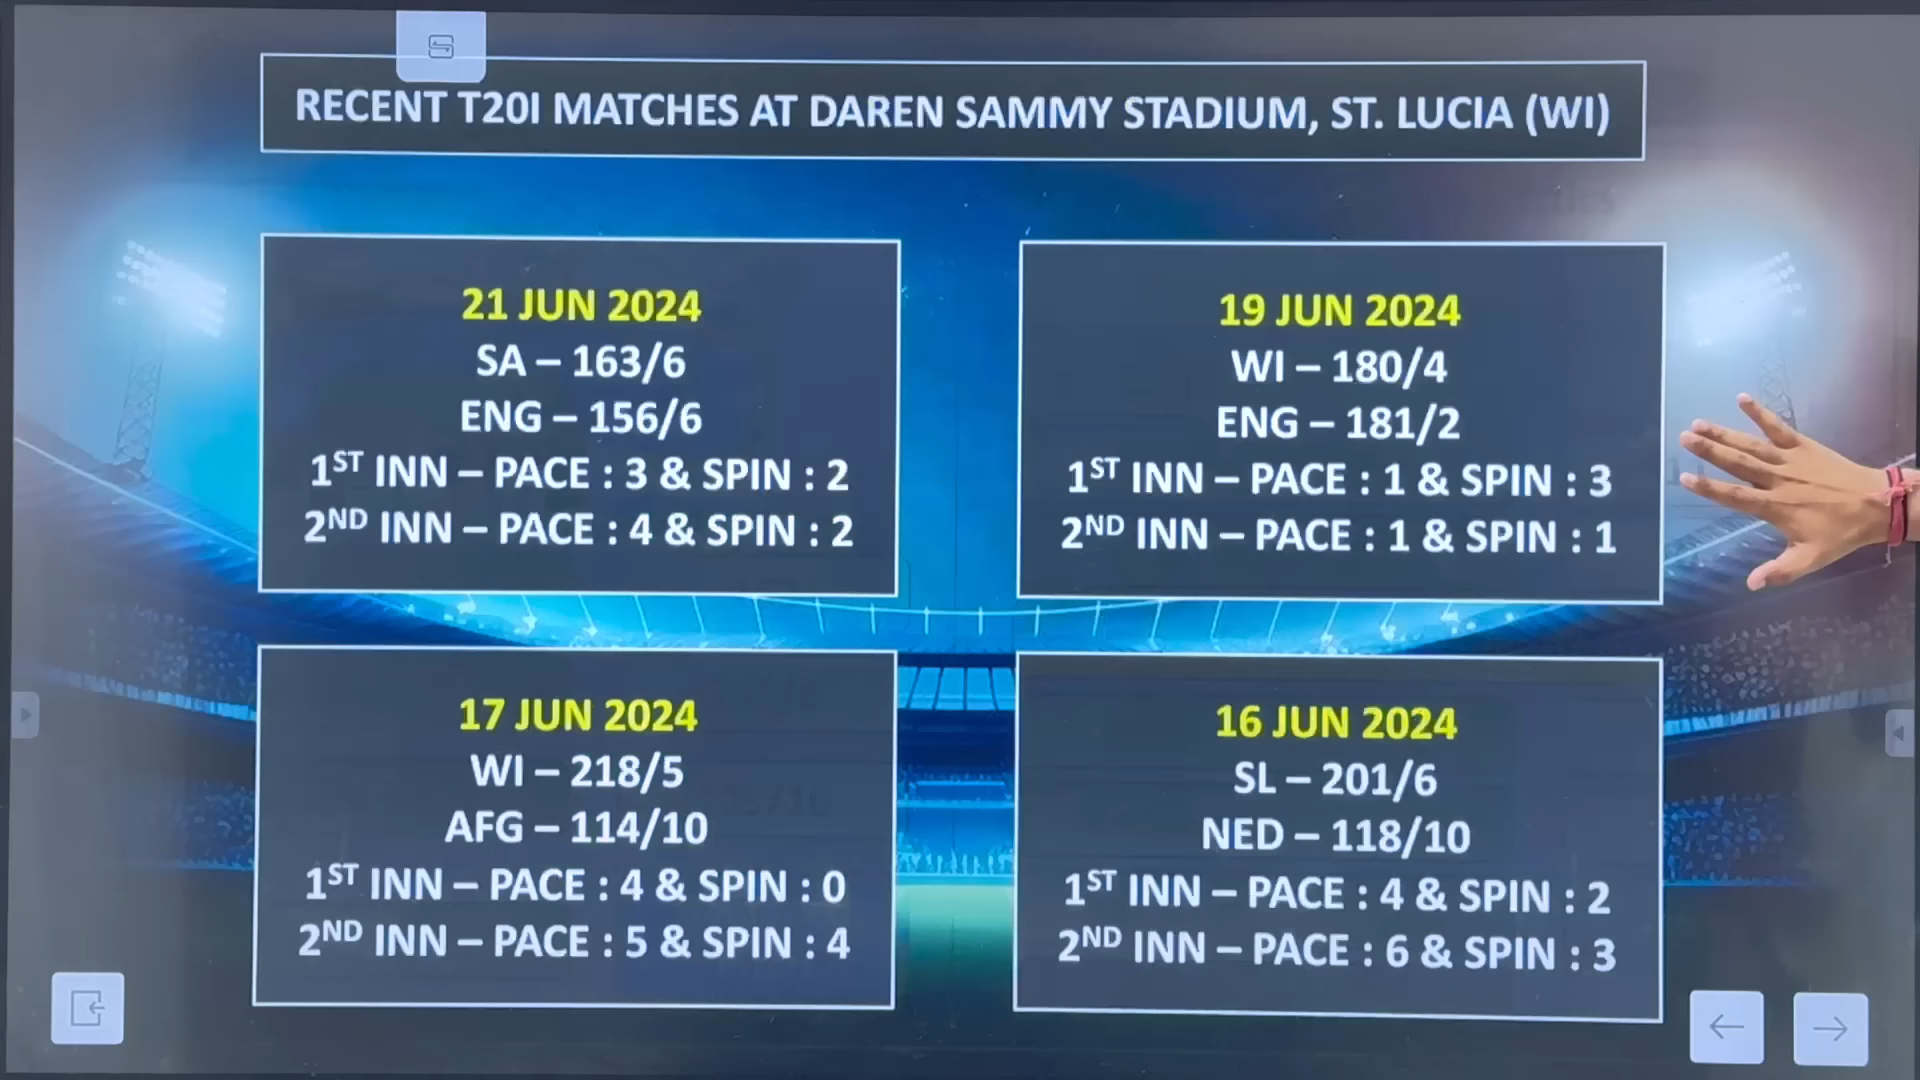 RECENT T20I MATCHES AT DAREN SAMMY STADIUM, ST. LUCIA (WI)
21 JUN 2024
SA – 163/6
ENG – 156/6
1ST INN – PACE : 3 & SPIN : 2
2ND INN – PACE : 4 & SPIN : 2
19 JUN 2024
WI – 180/4
ENG – 181/2
1ST INN – PACE : 1 & SPIN : 3
2ND INN – PACE : 1 & SPIN : 1
17 JUN 2024
WI – 218/5
AFG – 114/10
1ST INN – PACE : 4 & SPIN : 0
2ND INN – PACE : 5 & SPIN : 4
16 JUN 2024
SL – 201/6
NED – 118/10
1ST INN – PACE : 4 & SPIN : 2
2ND INN – PACE : 6 & SPIN : 3